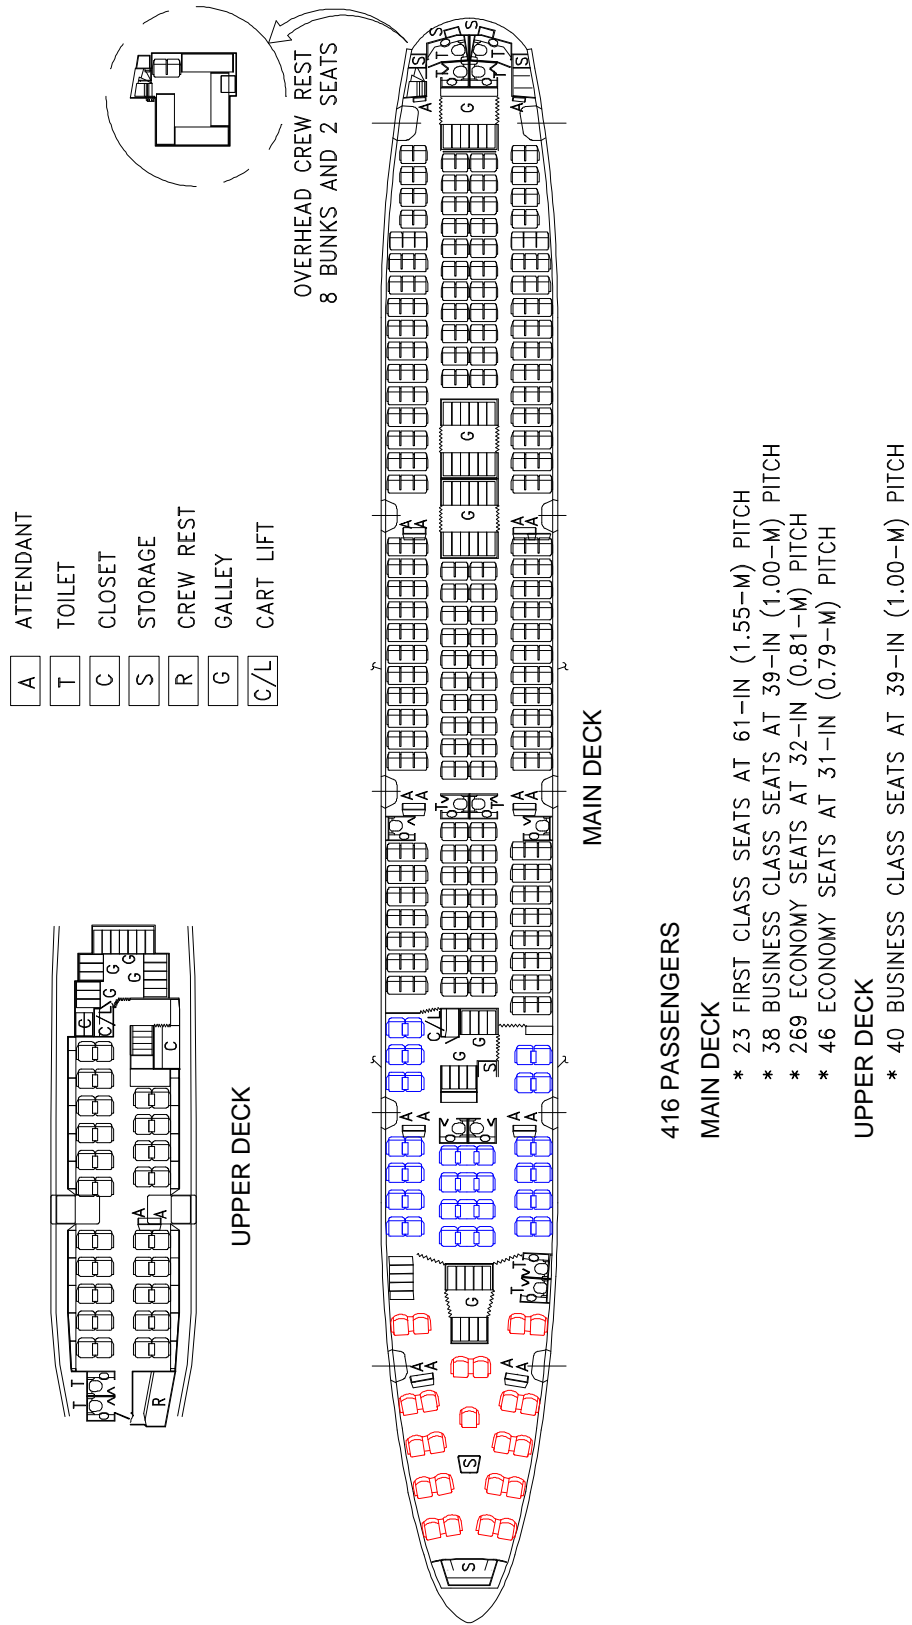 A ATTENDANT
T TOILET
C CLOSET
S STORAGE
R CREW REST
G GALLEY
C/L CART LIFT
OVERHEAD CREW REST
8 BUNKS AND 2 SEATS
T T
R
A
A
C
C
C/L
G
G G
G G
UPPER DECK
S
S
A A
A A
G
T T
S
A A
A A
G
G
C/L
T T
A A
A A
A A
A A
G
G
G
A
A
T T
T T
S S
S S
MAIN DECK
416 PASSENGERS
MAIN DECK
* 23 FIRST CLASS SEATS AT 61-IN (1.55-M) PITCH
* 38 BUSINESS CLASS SEATS AT 39-IN (1.00-M) PITCH
* 269 ECONOMY SEATS AT 32-IN (0.81-M) PITCH
* 46 ECONOMY SEATS AT 31-IN (0.79-M) PITCH
UPPER DECK
* 40 BUSINESS CLASS SEATS AT 39-IN (1.00-M) PITCH